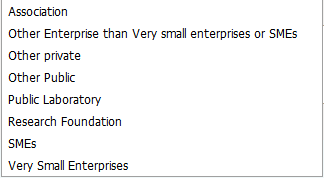 Association
Other Enterprise than Very small enterprises or SMEs
Other private
Other Public
Public Laboratory
Research Foundation
SMEs
Very Small Enterprises